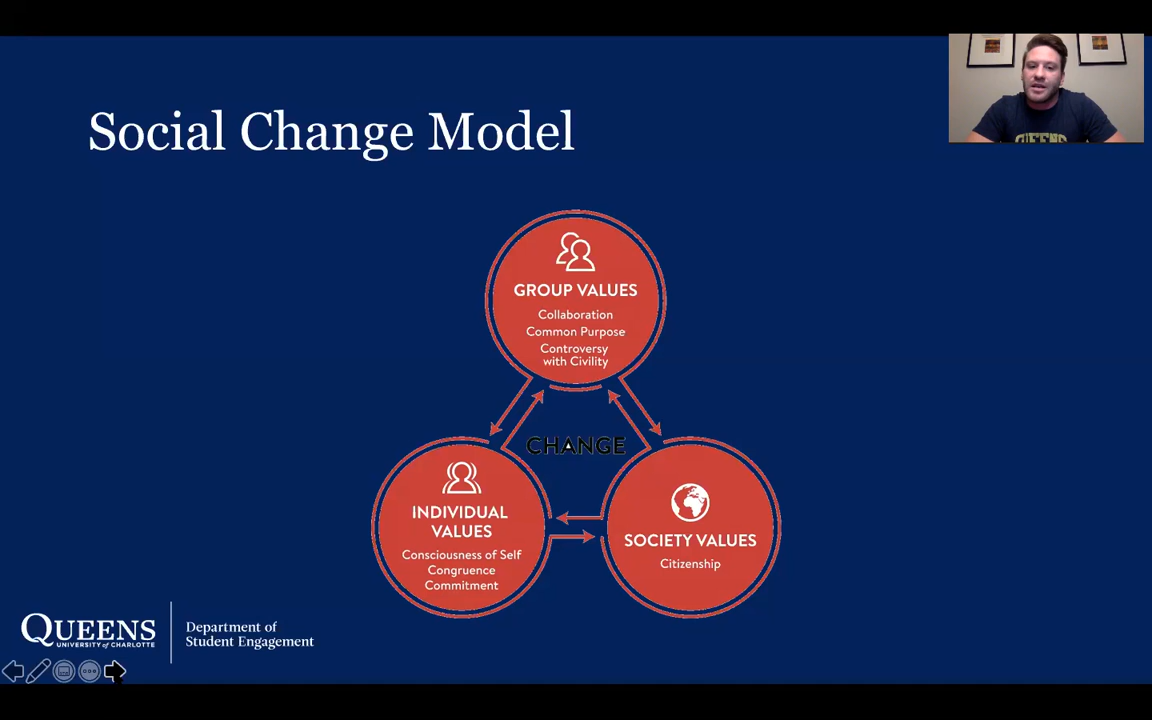 Social Change Model
QUEENS
GROUP VALUES
Collaboration
Common Purpose
Controversy
with Civility
CHANGE
INDIVIDUAL
VALUES
Consciousness of Self
Congruence
Commitment
SOCIETY VALUES
Citizenship
QUEENS
UNIVERSITY of CHARLOTTE
Department of
Student Engagement